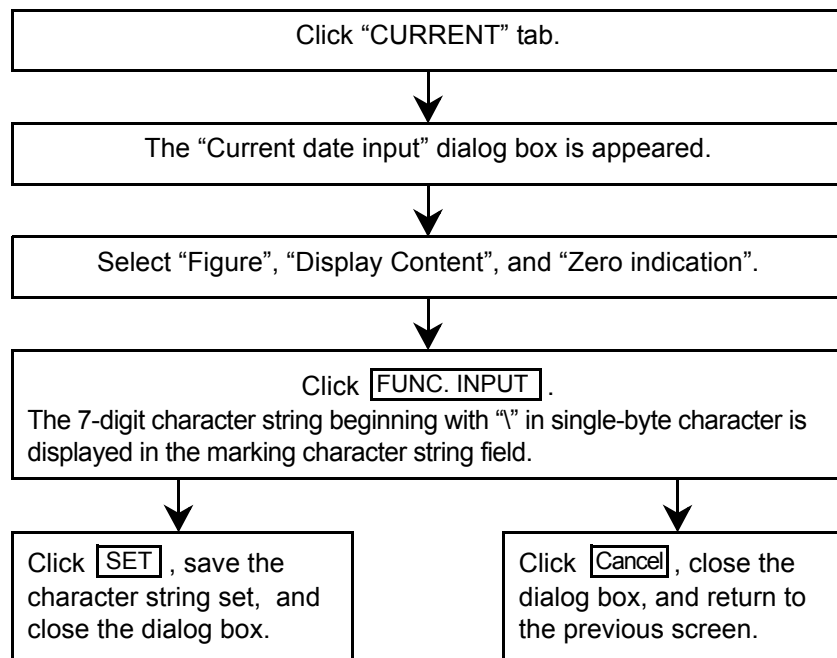 Click “CURRENT” tab.
The “Current date input” dialog box is appeared.
Select “Figure”, “Display Content”, and “Zero indication”.
Click FUNC. INPUT .
The 7-digit character string beginning with “\” in single-byte character is
displayed in the marking character string field.
Click SET , save the
character string set, and
close the dialog box.
Click Cancel , close the
dialog box, and return to
the previous screen.